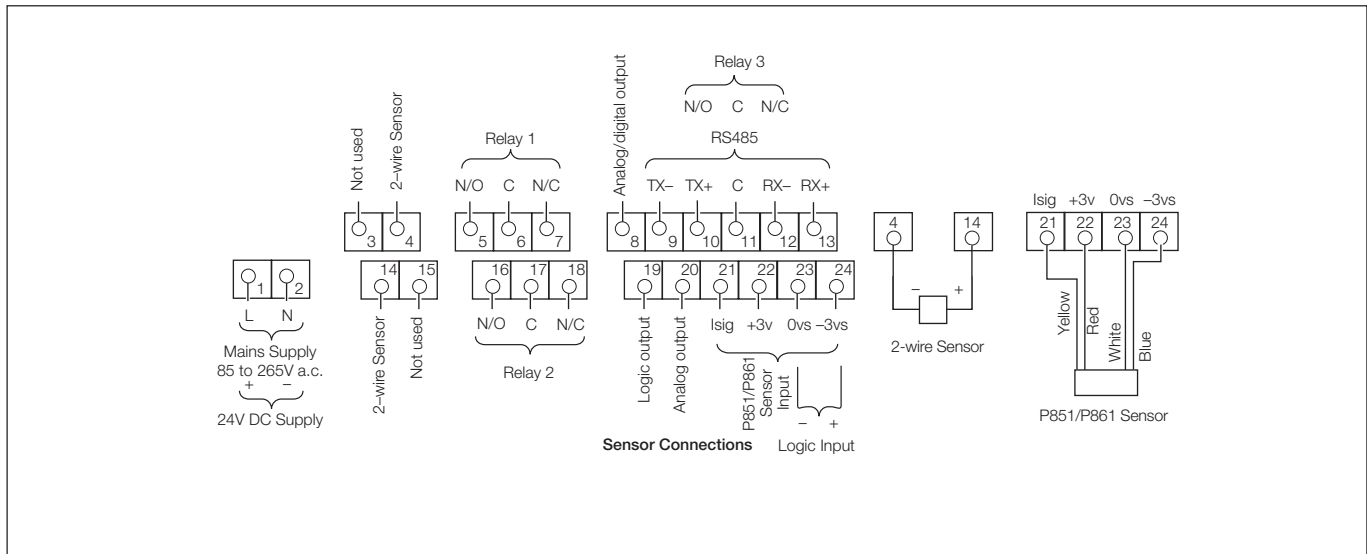 Relay 3
N/O C N/C
Analog/digital output
RS485
Relay 1
Not used
2–wire Sensor
N/O C N/C
TX– TX+ C RX– RX+
Isig +3v 0vs –3vs
3 4
5 6 7
8 9 10 11 12 13
4 14
21 22 23 24
14 15
16 17 18
19 20 21 22 23 24
1 2
– +
L N
N/O C N/C
Isig +3v 0vs –3vs
Yellow
Red
White
Blue
Mains Supply
85 to 265V a.c.
+ –
24V DC Supply
2–wire Sensor
Not used
Relay 2
Logic output
Analog output
P851/P861
Sensor
Input
– +
2-wire Sensor
P851/P861 Sensor
Sensor Connections
Logic Input